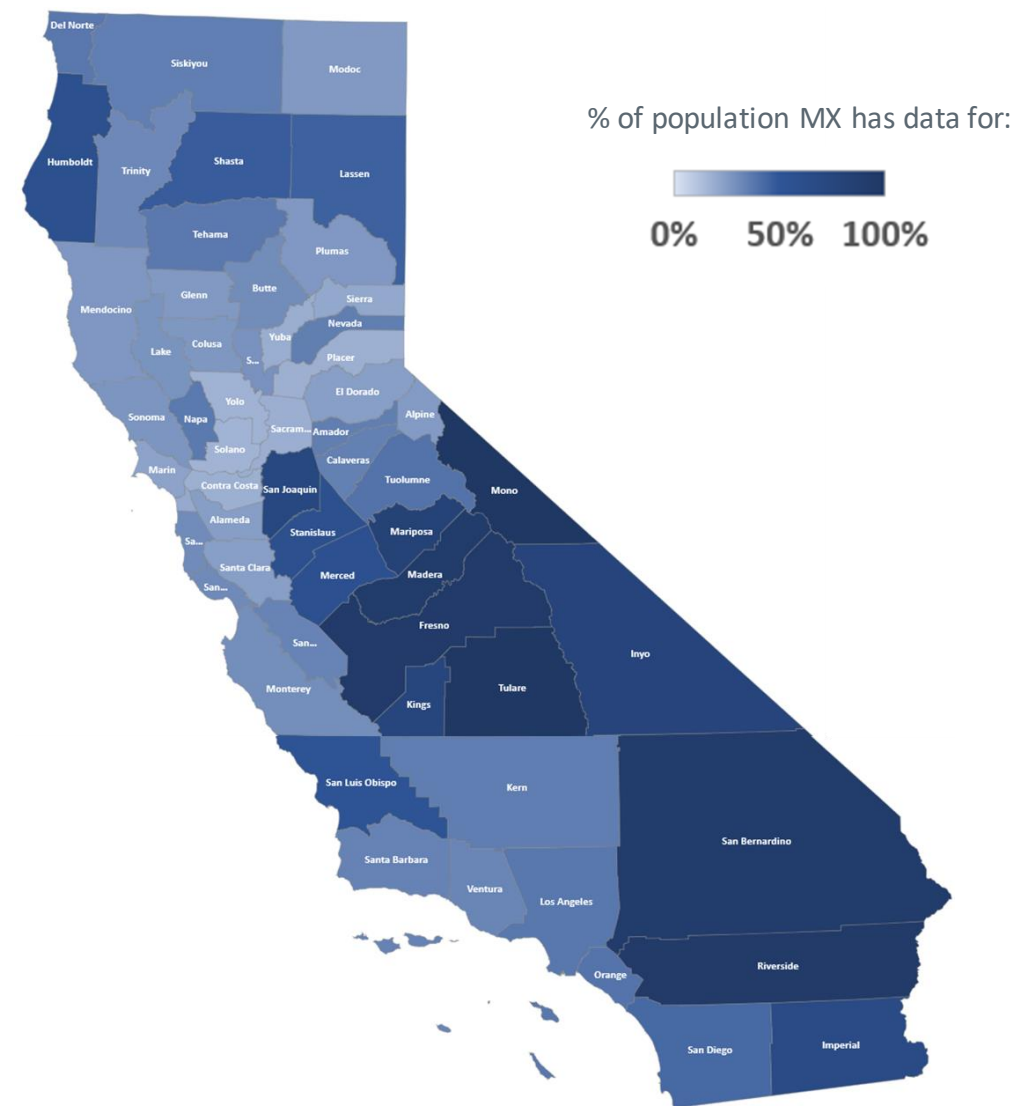 Del Norte
Siskiyou
Modoc
% of population MX has data for:
0% 50% 100%
Humboldt
Trinity
Shasta
Lassen
Tehama
Plumas
Mendocino
Glenn
Butte
Sierra
Nevada
Yuba
Lake
Colusa
S...
Placer
El Dorado
Yolo
Sonoma
Napa
Sacram...
Amador
Alpine
Solano
Marin
Calaveras
Contra Costa
San Joaquin
Tuolumne
Mono
Alameda
Stanislaus
Mariposa
Sa...
Santa Clara
Merced
Madera
San...
Fresno
San...
Inyo
Monterey
Kings
Tulare
San Luis Obispo
Kern
San Bernardino
Santa Barbara
Ventura
Los Angeles
Orange
Riverside
San Diego
Imperial